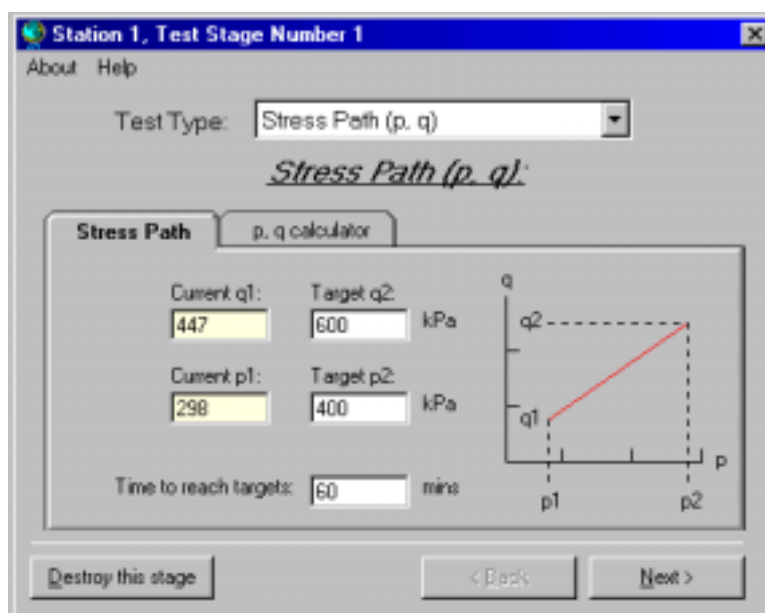 Station 1, Test Stage Number 1
About Help
Test Type: Stress Path (p, q)
Stress Path (p, q):
Stress Path p, q calculator
Current q1: Target q2:
447 600 kPa
Current p1: Target p2:
298 400 kPa
Time to reach targets: 60 mins
q
q2
q1
p
p1 p2
Destroy this stage < Back Next >